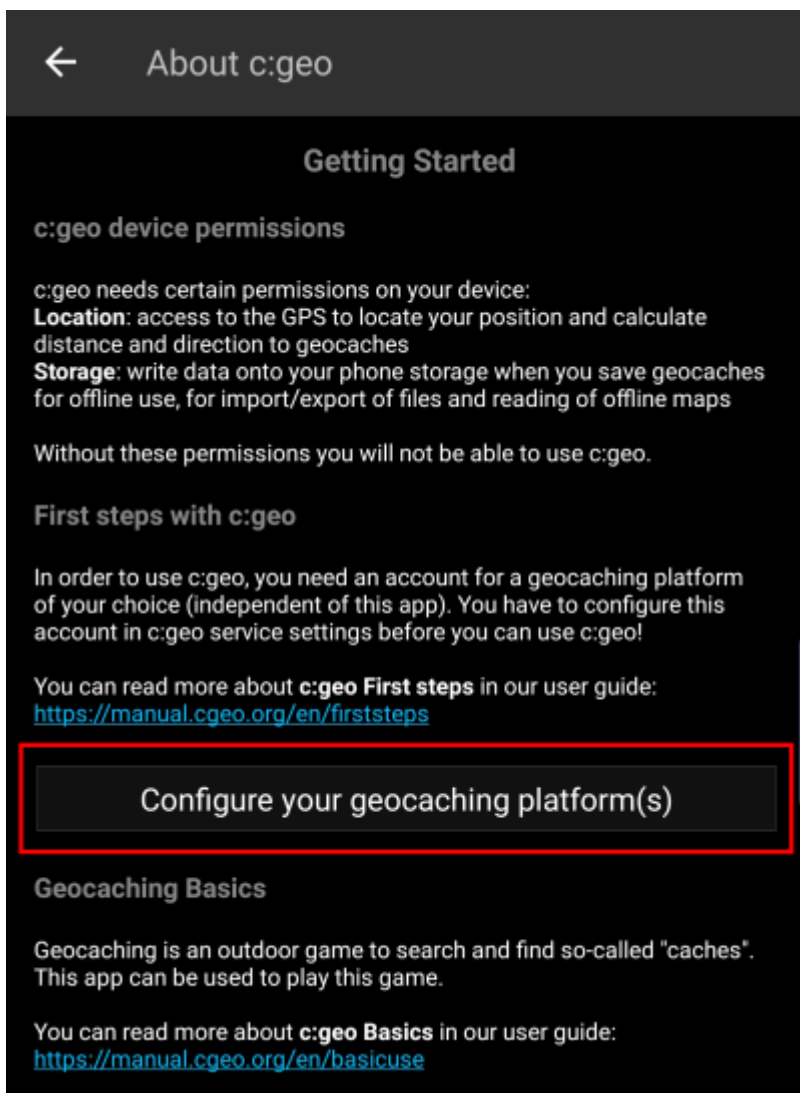 About c:geo
Getting Started
c:geo device permissions
c:geo needs certain permissions on your device:
Location: access to the GPS to locate your position and calculate
distance and direction to geocaches
Storage: write data onto your phone storage when you save geocaches
for offline use, for import/export of files and reading of offline maps
Without these permissions you will not be able to use c:geo.
First steps with c:geo
In order to use c:geo, you need an account for a geocaching platform
of your choice (independent of this app). You have to configure this
account in c:geo service settings before you can use c:geo!
You can read more about c:geo First steps in our user guide:
https://manual.cgeo.org/en/firststeps
Configure your geocaching platform(s)
Geocaching Basics
Geocaching is an outdoor game to search and find so-called "caches".
This app can be used to play this game.
You can read more about c:geo Basics in our user guide:
https://manual.cgeo.org/en/basicuse